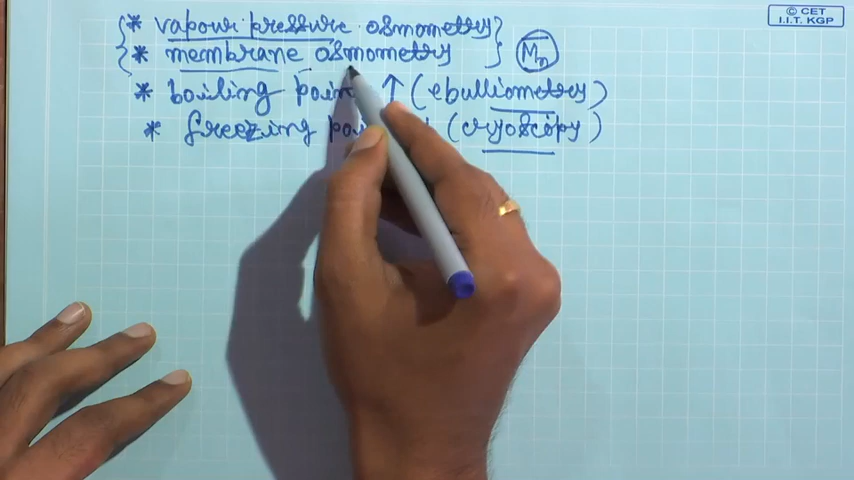 * vapour pressure osmometry
* membrane osmometry } Mn
* boiling point ↑ (ebulliometry)
* freezing (cryoscopy)
© CET
I.I.T. KGP